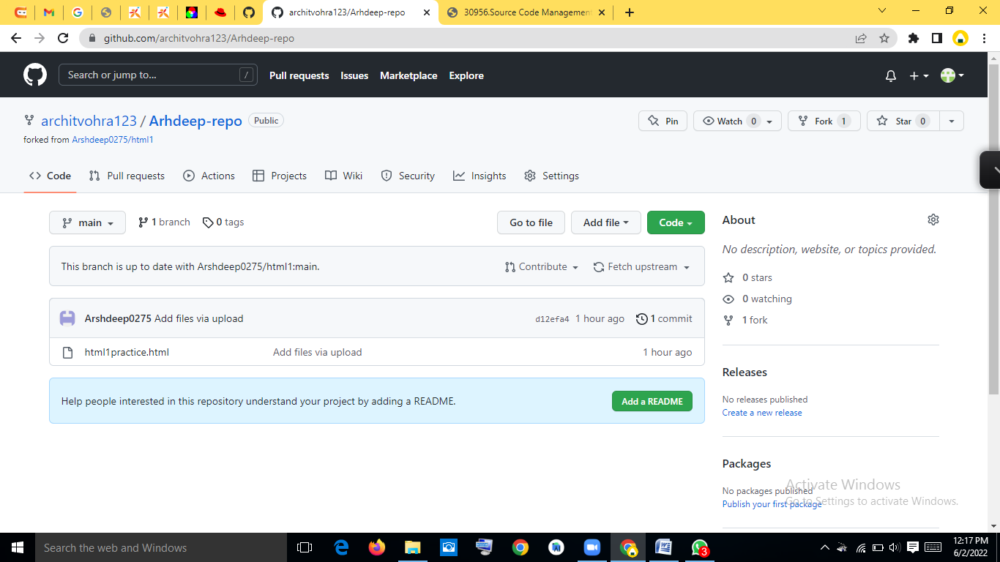 architvohra123/Arhdeep-repo
30956.Source Code Management
github.com/architvohra123/Arhdeep-repo
Search or jump to...
/
Pull requests
Issues
Marketplace
Explore
architvohra123 / Arhdeep-repo
Public
Pin
Watch 0
Fork 1
Star 0
forked from Arshdeep0275/html1
Code
Pull requests
Actions
Projects
Wiki
Security
Insights
Settings
main
1 branch
0 tags
Go to file
Add file
Code
This branch is up to date with Arshdeep0275/html1:main.
Contribute
Fetch upstream
Arshdeep0275 Add files via upload
d12efa4 1 hour ago
1 commit
html1practice.html
Add files via upload
1 hour ago
Help people interested in this repository understand your project by adding a README.
Add a README
About
No description, website, or topics provided.
0 stars
0 watching
1 fork
Releases
No releases published
Create a new release
Packages
No packages published
Publish your first package
Activate Windows
Go to Settings to activate Windows.
Search the web and Windows
3
12:17 PM
6/2/2022